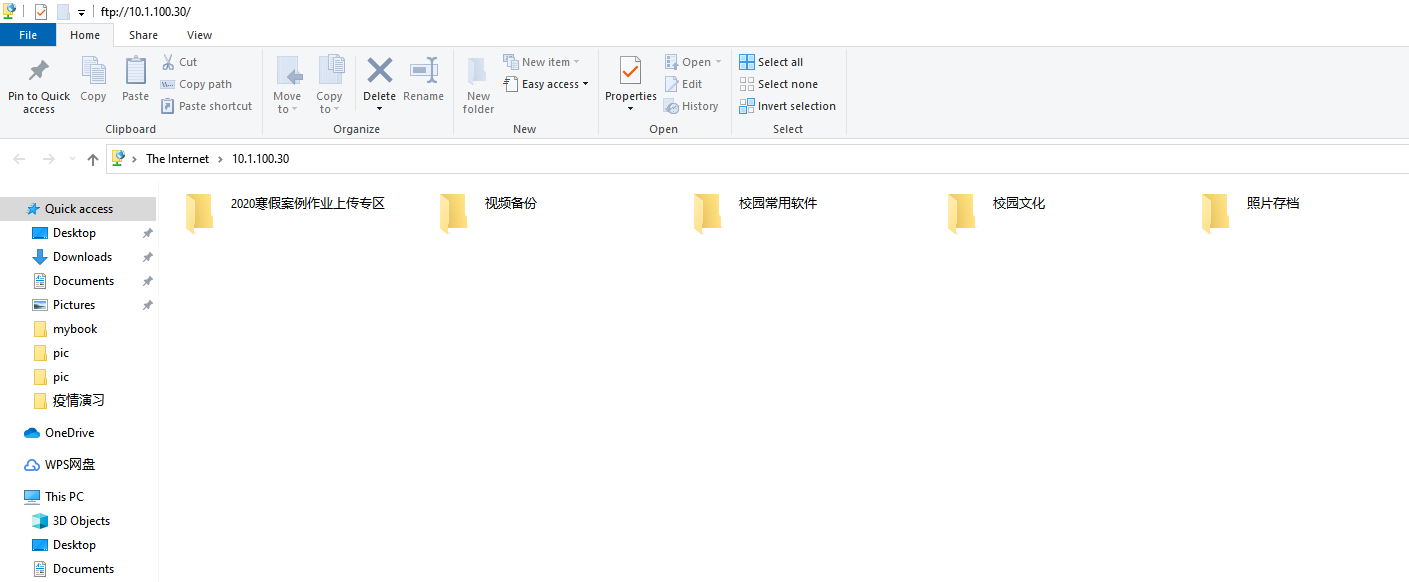 ftp://10.1.100.30/
File Home Share View
Pin to Quick access
Copy
Paste
Cut
Copy path
Paste shortcut
Clipboard
Move to
Copy to
Delete
Rename
Organize
New folder
New item
Easy access
New
Properties
Open
Edit
History
Open
Select all
Select none
Invert selection
Select
The Internet > 10.1.100.30
Quick access
Desktop
Downloads
Documents
Pictures
mybook
pic
pic
疫情演习
OneDrive
WPS网盘
This PC
3D Objects
Desktop
Documents
2020寒假案例作业上传专区
视频备份
校园常用软件
校园文化
照片存档